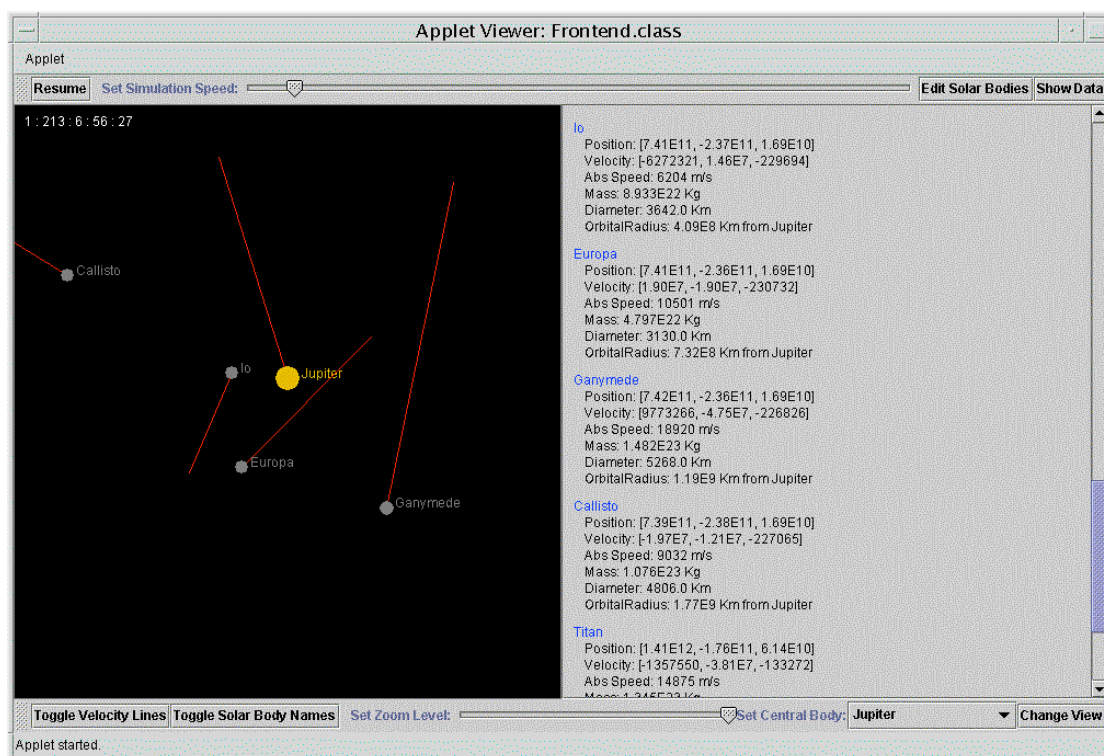 Applet Viewer: Frontend.class
Applet
Resume Set Simulation Speed: Edit Solar Bodies Show Data
1 : 213 : 6 : 56 : 27
Callisto
Io
Jupiter
Europa
Ganymede
Io
Position: [7.41E11, -2.37E11, 1.69E10]
Velocity: [-6272321, 1.46E7, -229694]
Abs Speed: 6204 m/s
Mass: 8.933E22 Kg
Diameter: 3642.0 Km
OrbitalRadius: 4.09E8 Km from Jupiter
Europa
Position: [7.41E11, -2.36E11, 1.69E10]
Velocity: [1.90E7, -1.90E7, -230732]
Abs Speed: 10501 m/s
Mass: 4.797E22 Kg
Diameter: 3130.0 Km
OrbitalRadius: 7.32E8 Km from Jupiter
Ganymede
Position: [7.42E11, -2.36E11, 1.69E10]
Velocity: [9773266, -4.75E7, -226826]
Abs Speed: 18920 m/s
Mass: 1.482E23 Kg
Diameter: 5268.0 Km
OrbitalRadius: 1.19E9 Km from Jupiter
Callisto
Position: [7.39E11, -2.38E11, 1.69E10]
Velocity: [-1.97E7, -1.21E7, -227065]
Abs Speed: 9032 m/s
Mass: 1.076E23 Kg
Diameter: 4806.0 Km
OrbitalRadius: 1.77E9 Km from Jupiter
Titan
Position: [1.41E12, -1.76E11, 6.14E10]
Velocity: [-1357550, -3.81E7, -133272]
Abs Speed: 14875 m/s
Mass: 1.345E23 Kg
Toggle Velocity Lines Toggle Solar Body Names Set Zoom Level: Set Central Body: Jupiter Change View
Applet started.